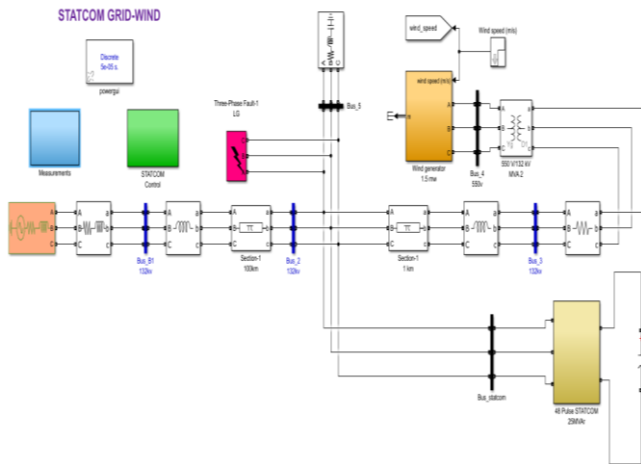 STATCOM GRID-WIND
Discrete
5e-05 s.
powergui
Measurements
STATCOM
Control
Three-Phase Fault-1
LG
Bus_5
wind_speed
Wind speed (m/s)
wind speed (m/s)
Wind generator
1.5 mw
Bus_4
550v
550 V/132 kV
MVA 2
A
B
C
a
b
c
Bus_B1
132kv
Section-1
100km
Bus_2
132kv
Section-1
1 km
Bus_3
132kv
Bus_statcom
48 Pulse STATCOM
25MVAr